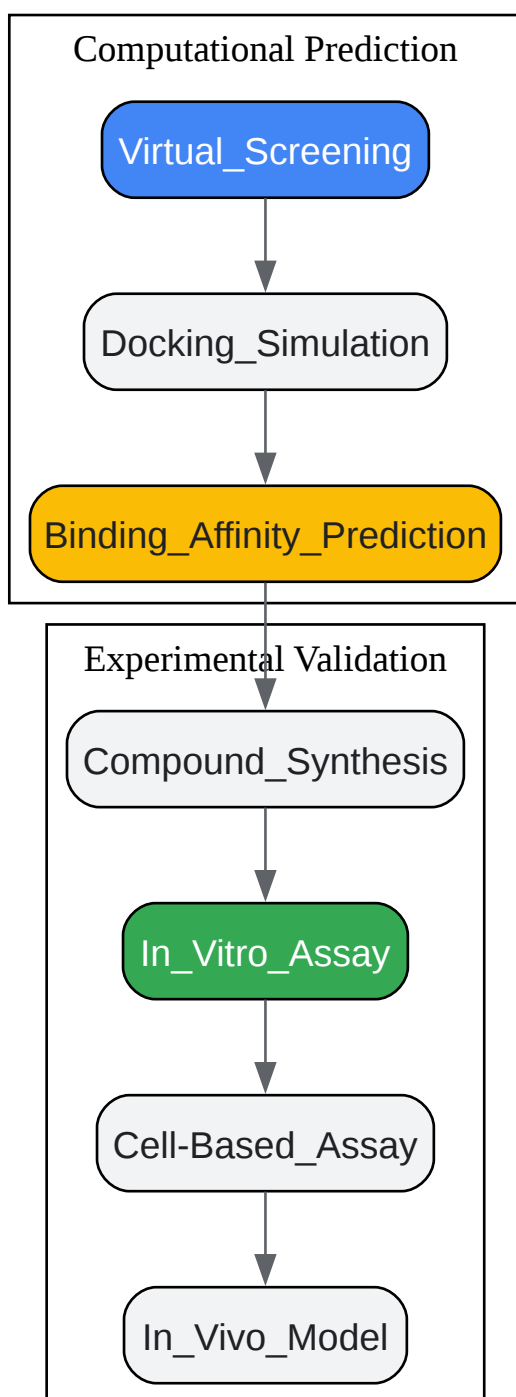 Computational Prediction
Virtual_Screening
Docking_Simulation
Binding_Affinity_Prediction
Experimental Validation
Compound_Synthesis
In_Vitro_Assay
Cell-Based_Assay
In_Vivo_Model